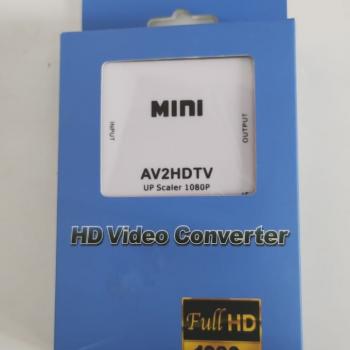 MINI
INPUT
OUTPUT
AV2HDTV
UP Scaler 1080P
HD Video Converter
Full HD